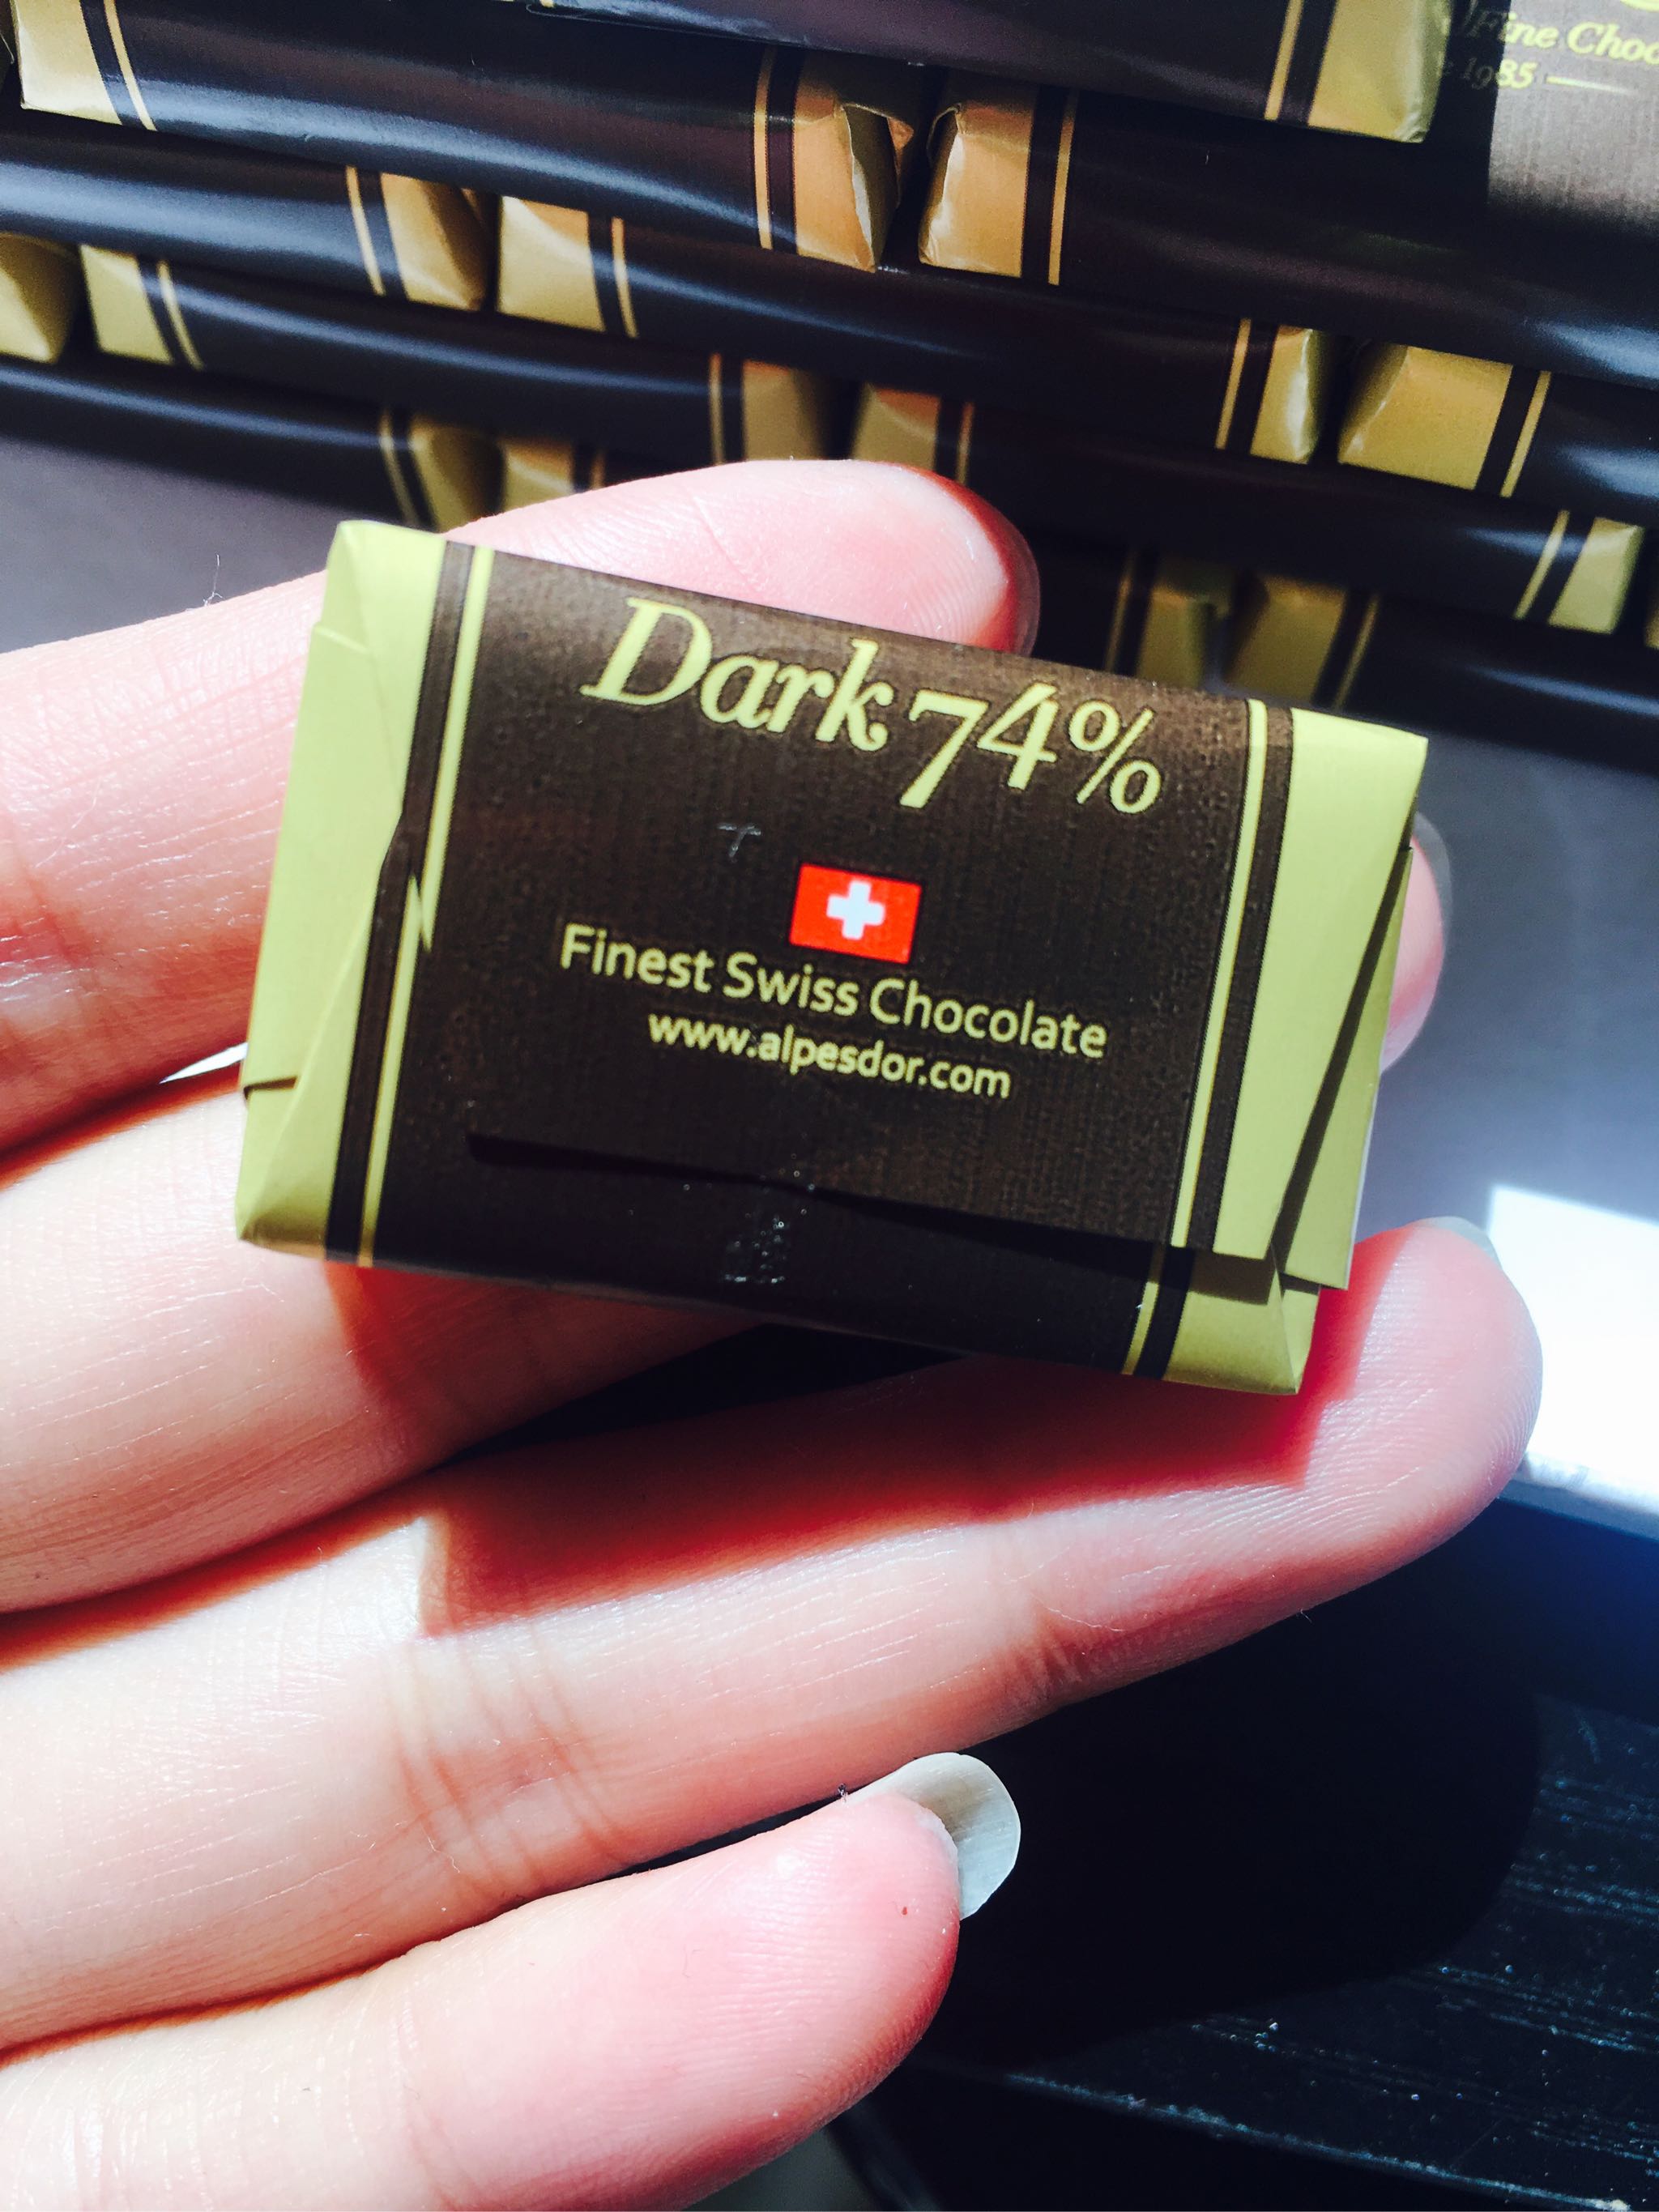 Fine Choc
1985
Dark 74%
Finest Swiss Chocolate
www.alpesdor.com